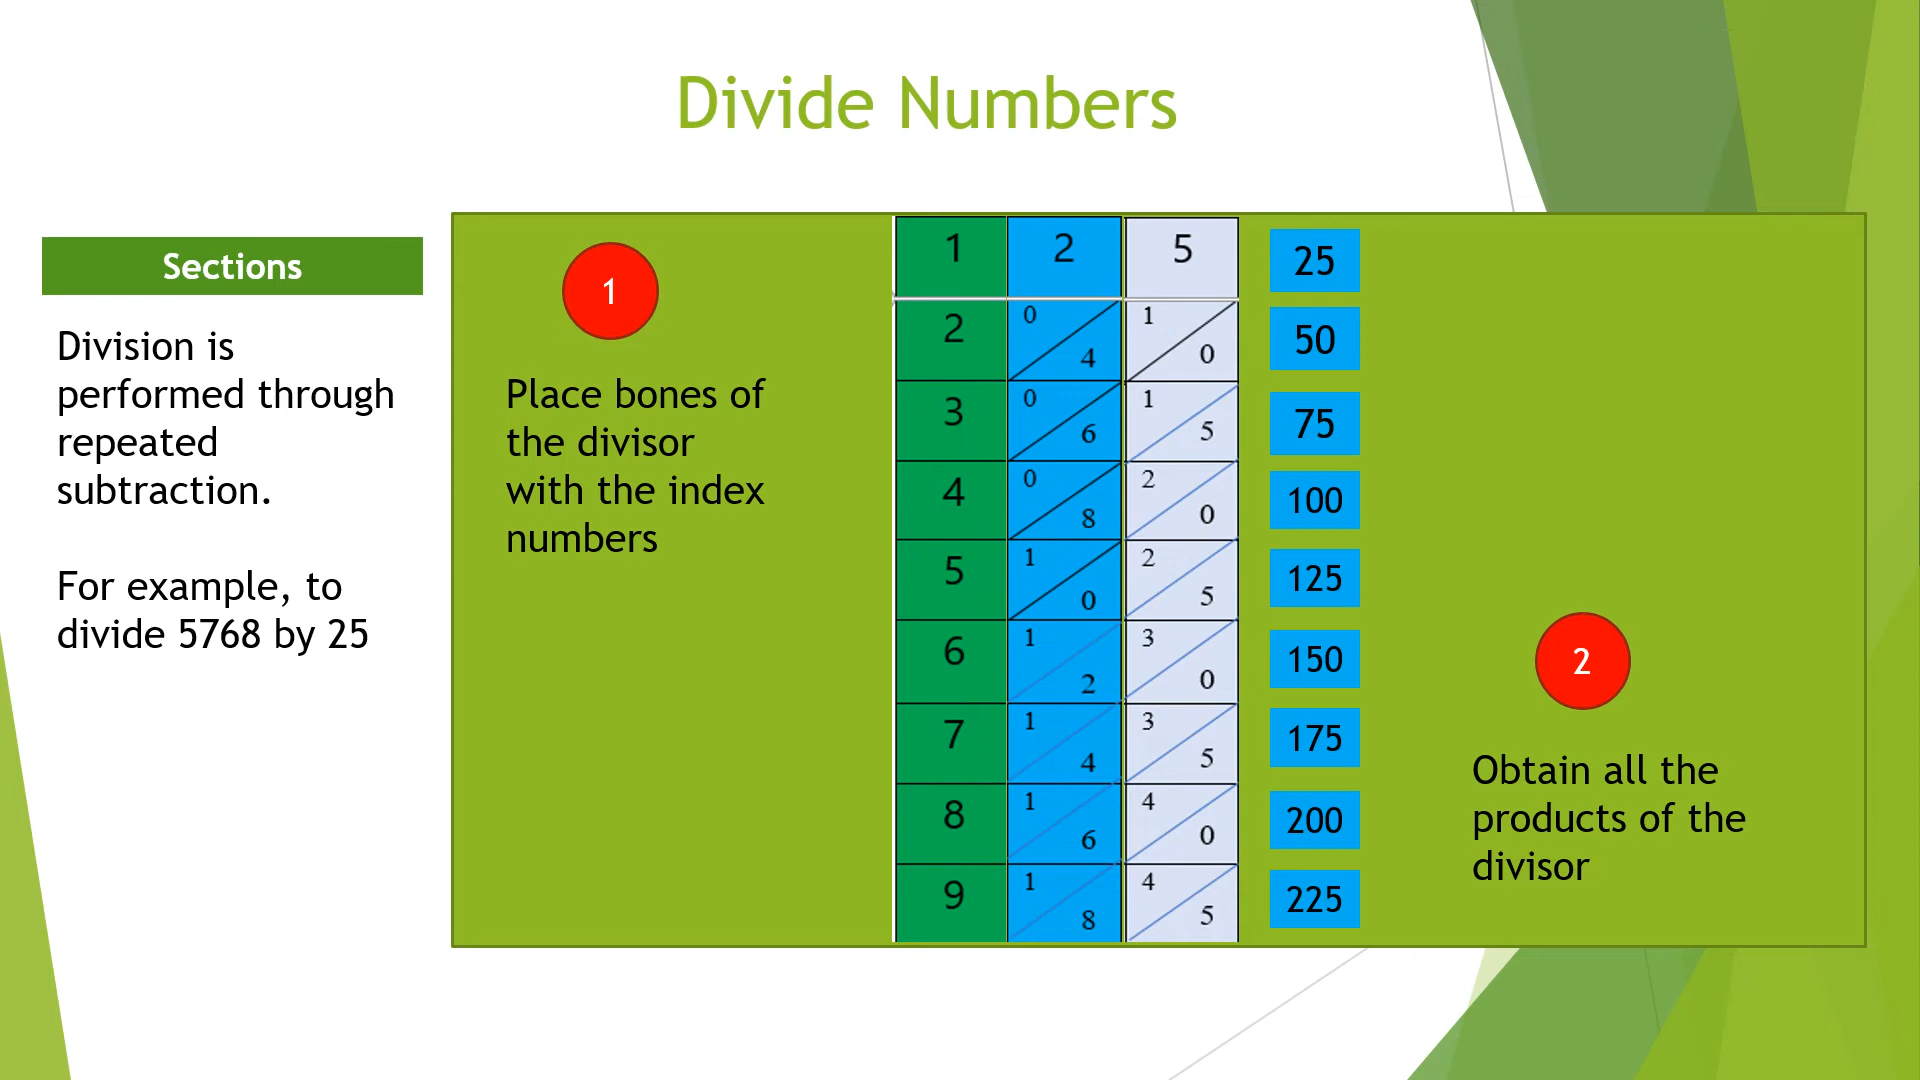 Divide Numbers
Sections
Division is
performed through
repeated
subtraction.
For example, to
divide 5768 by 25
1
Place bones of
the divisor
with the index
numbers
1 2 5 25
2 0 4 1 0 50
3 0 6 1 5 75
4 0 8 2 0 100
5 1 0 2 5 125
6 1 2 3 0 150
7 1 4 3 5 175
8 1 6 4 0 200
9 1 8 4 5 225
2
Obtain all the
products of the
divisor